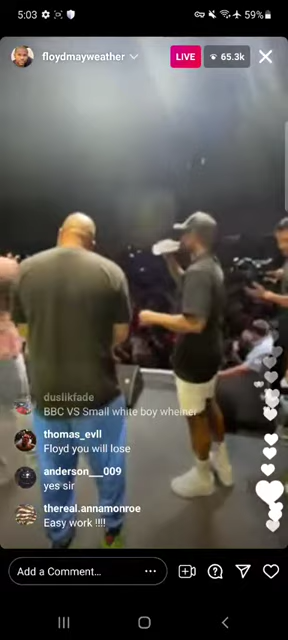 5:03
59%
floydmayweather
LIVE
65.3k
duslikfade
BBC VS Small white boy wheiner
thomas_evll
Floyd you will lose
anderson___009
yes sir
thereal.annamonroe
Easy work !!!!
Add a Comment...